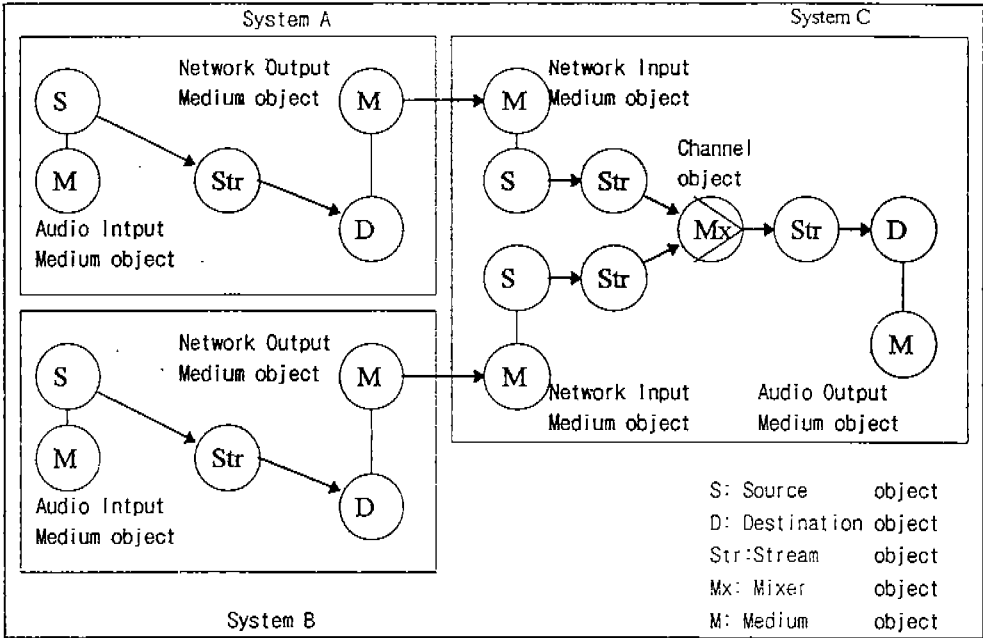 System A
S
M
Audio Intput
Medium object
Str
Network Output
Medium object
M
D
System B
S
M
Audio Intput
Medium object
Str
Network Output
Medium object
M
D
System C
M
Network Input
Medium object
S
Str
Channel
object
Mx
Str
D
M
Audio Output
Medium object
S
Str
M
Network Input
Medium object
S: Source object
D: Destination object
Str:Stream object
Mx: Mixer object
M: Medium object